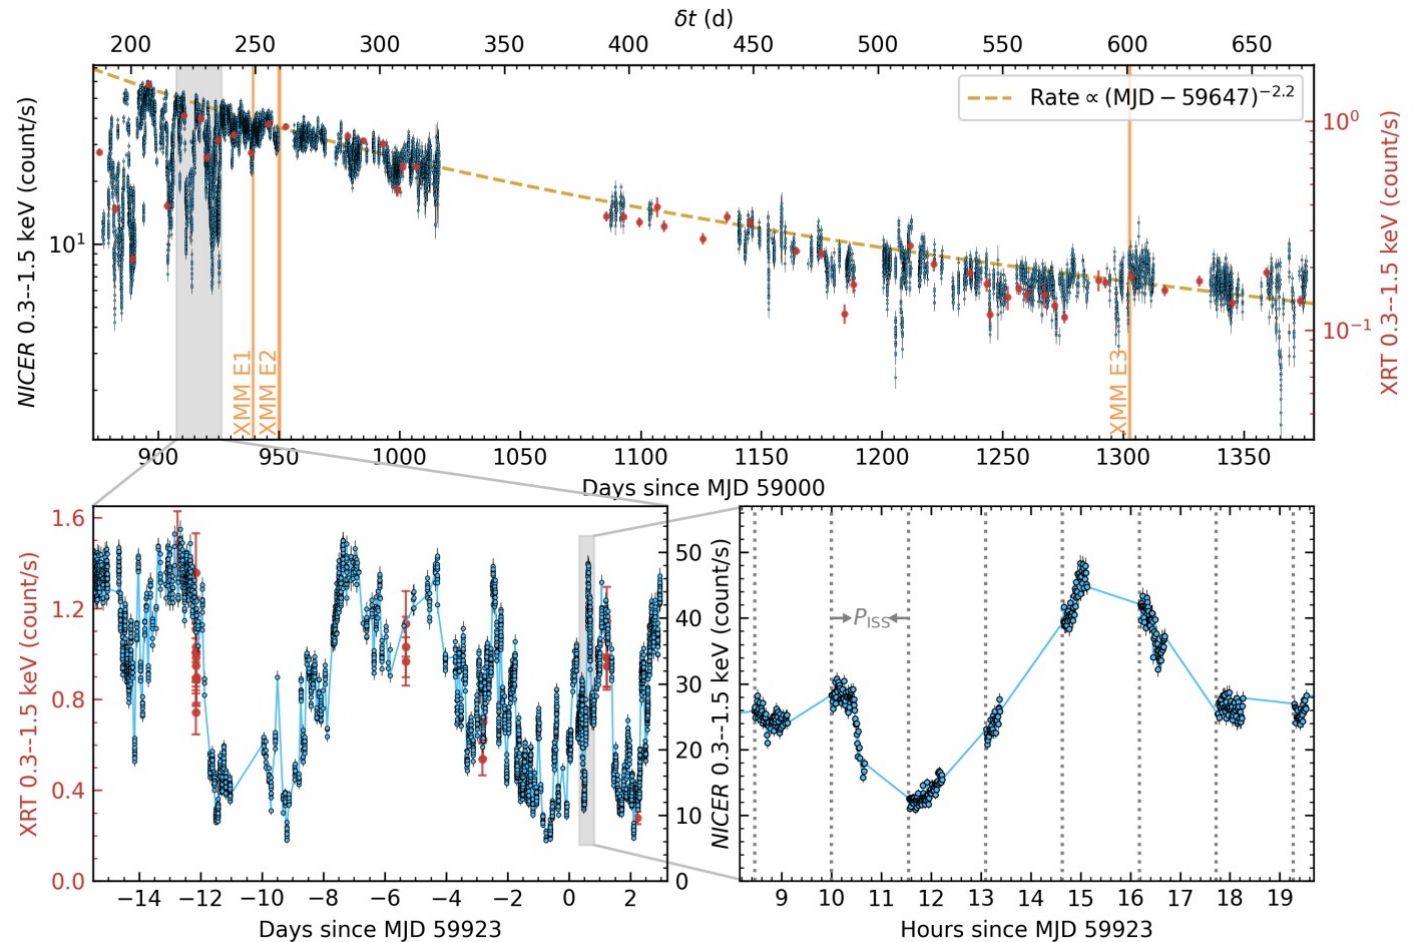 δt (d)
200 250 300 350 400 450 500 550 600 650
NICER 0.3--1.5 keV (count/s)
10¹
Rate ∝ (MJD − 59647)⁻²·²
10⁰
10⁻¹
XRT 0.3--1.5 keV (count/s)
XMM E1
XMM E2
XMM E3
900 950 1000 1050 1100 1150 1200 1250 1300 1350
Days since MJD 59000
XRT 0.3--1.5 keV (count/s)
1.6
1.2
0.8
0.4
0.0
50
40
30
20
10
0
NICER 0.3--1.5 keV (count/s)
P_ISS
−14 −12 −10 −8 −6 −4 −2 0 2
Days since MJD 59923
9 10 11 12 13 14 15 16 17 18 19
Hours since MJD 59923